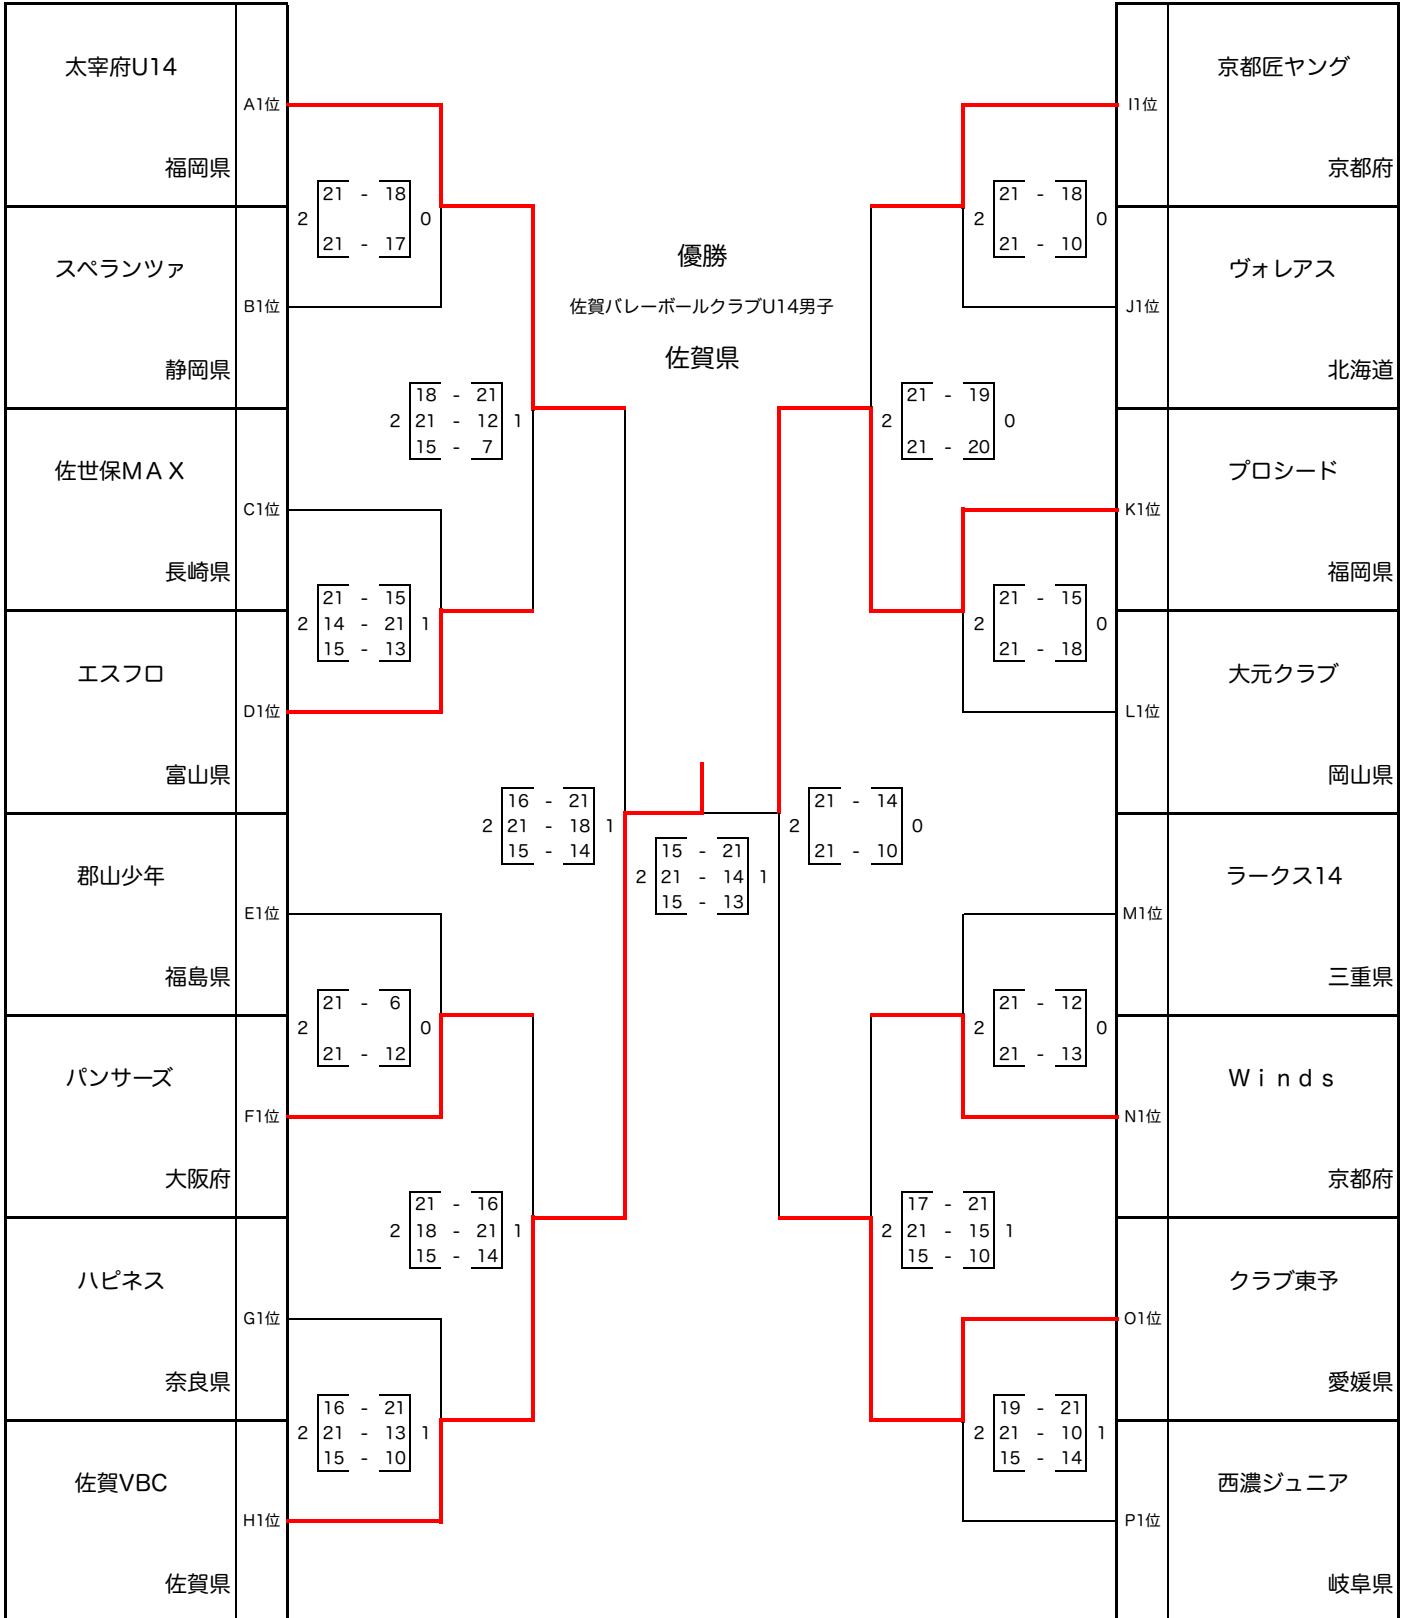 太宰府U14
A1位
福岡県
スペランツァ
B1位
静岡県
佐世保ＭＡＸ
C1位
長崎県
エスフロ
D1位
富山県
郡山少年
E1位
福島県
パンサーズ
F1位
大阪府
ハピネス
G1位
奈良県
佐賀VBC
H1位
佐賀県
21 - 18
2 0
21 - 17
21 - 15
2 14 - 21 1
15 - 13
21 - 6
2 0
21 - 12
16 - 21
2 21 - 13 1
15 - 10
18 - 21
2 21 - 12 1
15 - 7
21 - 16
2 18 - 21 1
15 - 14
16 - 21
2 21 - 18 1
15 - 14
優勝
佐賀バレーボールクラブU14男子
佐賀県
15 - 21
2 21 - 14 1
15 - 13
21 - 14
2 0
21 - 10
21 - 19
2 0
21 - 20
17 - 21
2 21 - 15 1
15 - 10
21 - 18
2 0
21 - 10
21 - 15
2 0
21 - 18
21 - 12
2 0
21 - 13
19 - 21
2 21 - 10 1
15 - 14
京都匠ヤング
I1位
京都府
ヴォレアス
J1位
北海道
プロシード
K1位
福岡県
大元クラブ
L1位
岡山県
ラークス14
M1位
三重県
Ｗｉｎｄｓ
N1位
京都府
クラブ東予
O1位
愛媛県
西濃ジュニア
P1位
岐阜県